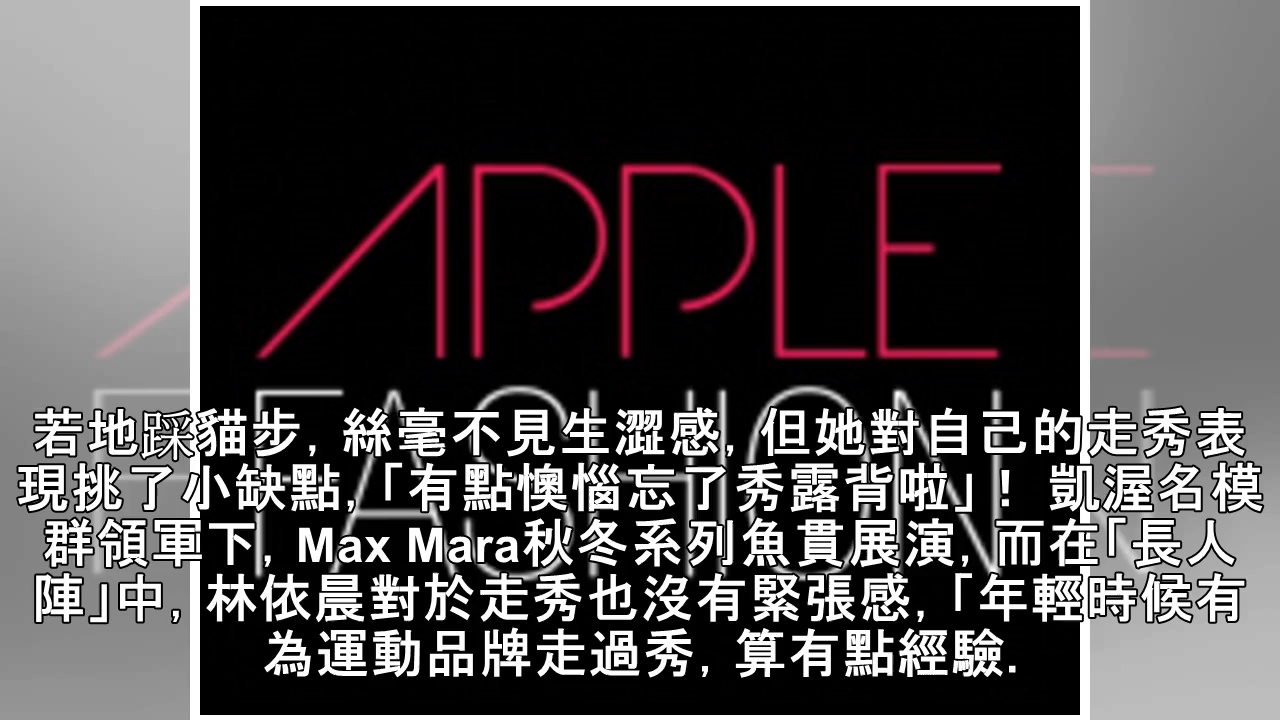 APPLE
FASHION
若地踩貓步, 絲毫不見生澀感, 但她對自己的走秀表
現挑了小缺點,「有點懊惱忘了秀露背啦」! 凱渥名模
群領軍下, Max Mara秋冬系列魚貫展演, 而在「長人
陣」中, 林依晨對於走秀也沒有緊張感,「年輕時候有
為運動品牌走過秀, 算有點經驗.